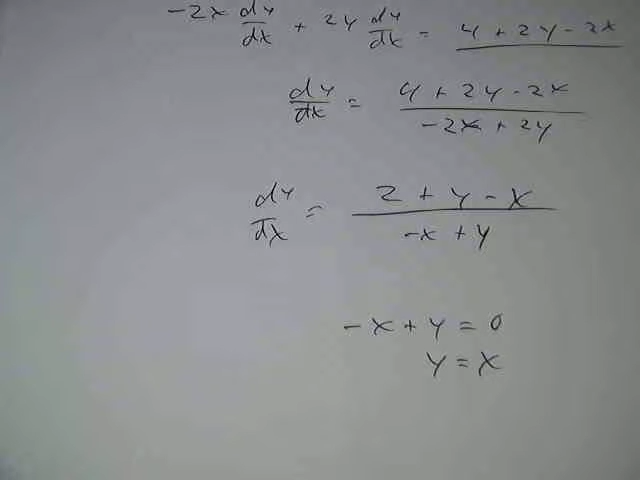 -2x dy/dx + 2y dy/dx = 4 + 2y - 2x
dy/dx = (4 + 2y - 2x)/(-2x + 2y)
dy/dx = (2 + y - x)/(-x + y)
-x + y = 0
y = x